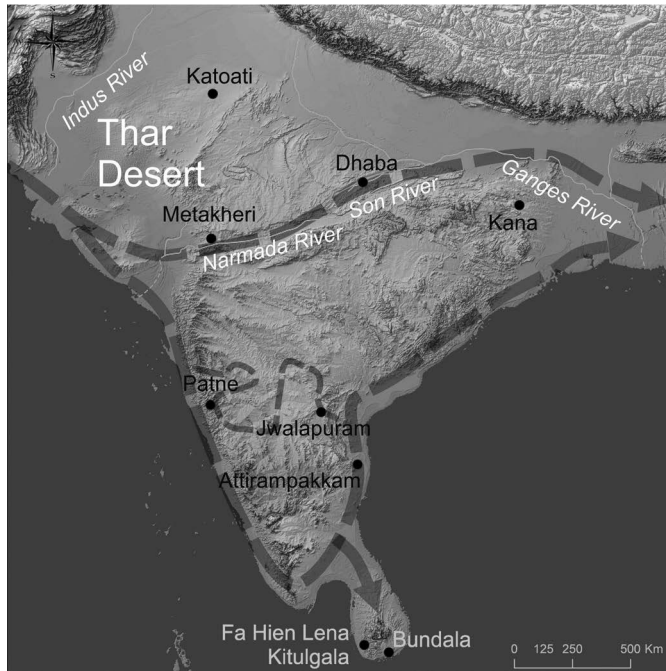 Katoati
Indus River
Thar
Desert
Dhaba
Ganges River
Son River
Metakheri
Kana
Narmada River
Patne
Jwalapuram
Attirampakkam
Fa Hien Lena
Kitulgala
Bundala
0 125 250 500 Km